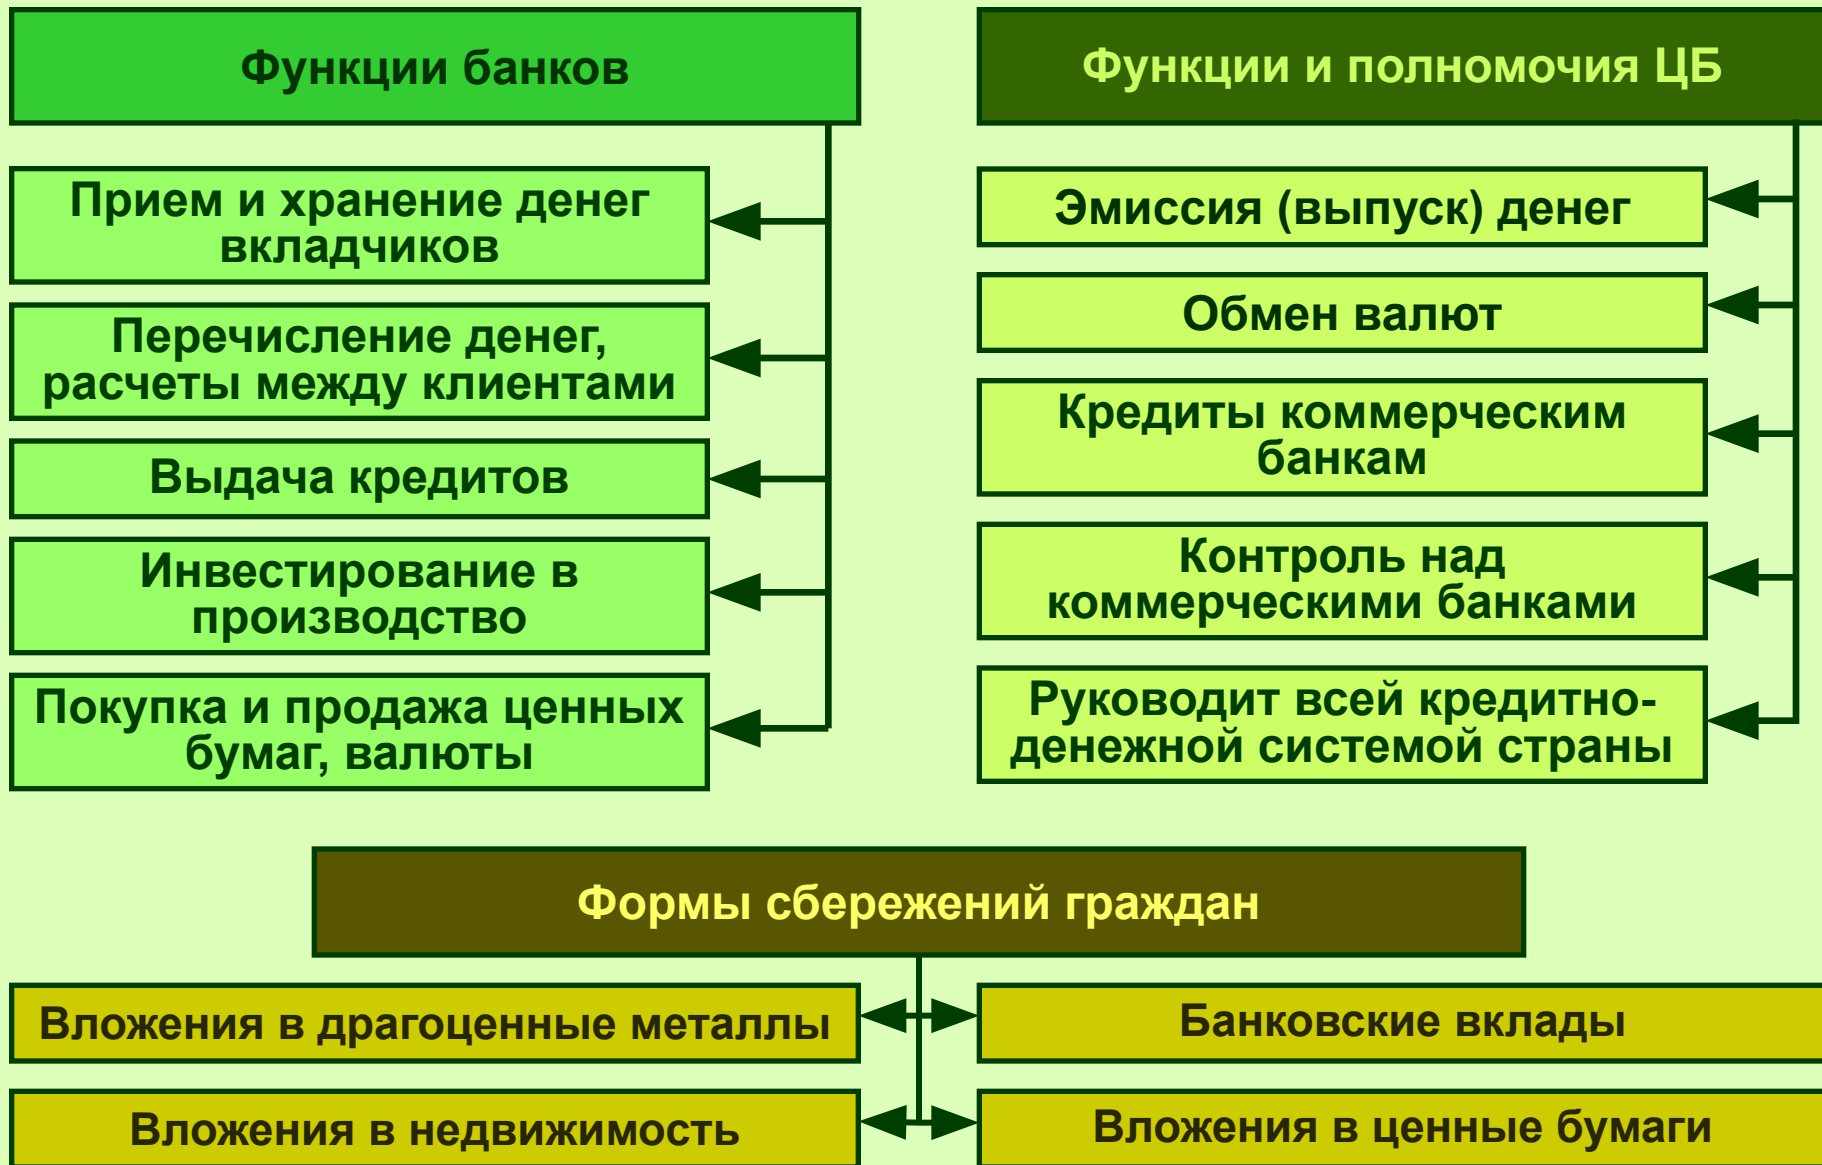 Функции банков
Прием и хранение денег
вкладчиков
Перечисление денег,
расчеты между клиентами
Выдача кредитов
Инвестирование в
производство
Покупка и продажа ценных
бумаг, валюты
Функции и полномочия ЦБ
Эмиссия (выпуск) денег
Обмен валют
Кредиты коммерческим
банкам
Контроль над
коммерческими банками
Руководит всей кредитно-
денежной системой страны
Формы сбережений граждан
Вложения в драгоценные металлы
Банковские вклады
Вложения в недвижимость
Вложения в ценные бумаги